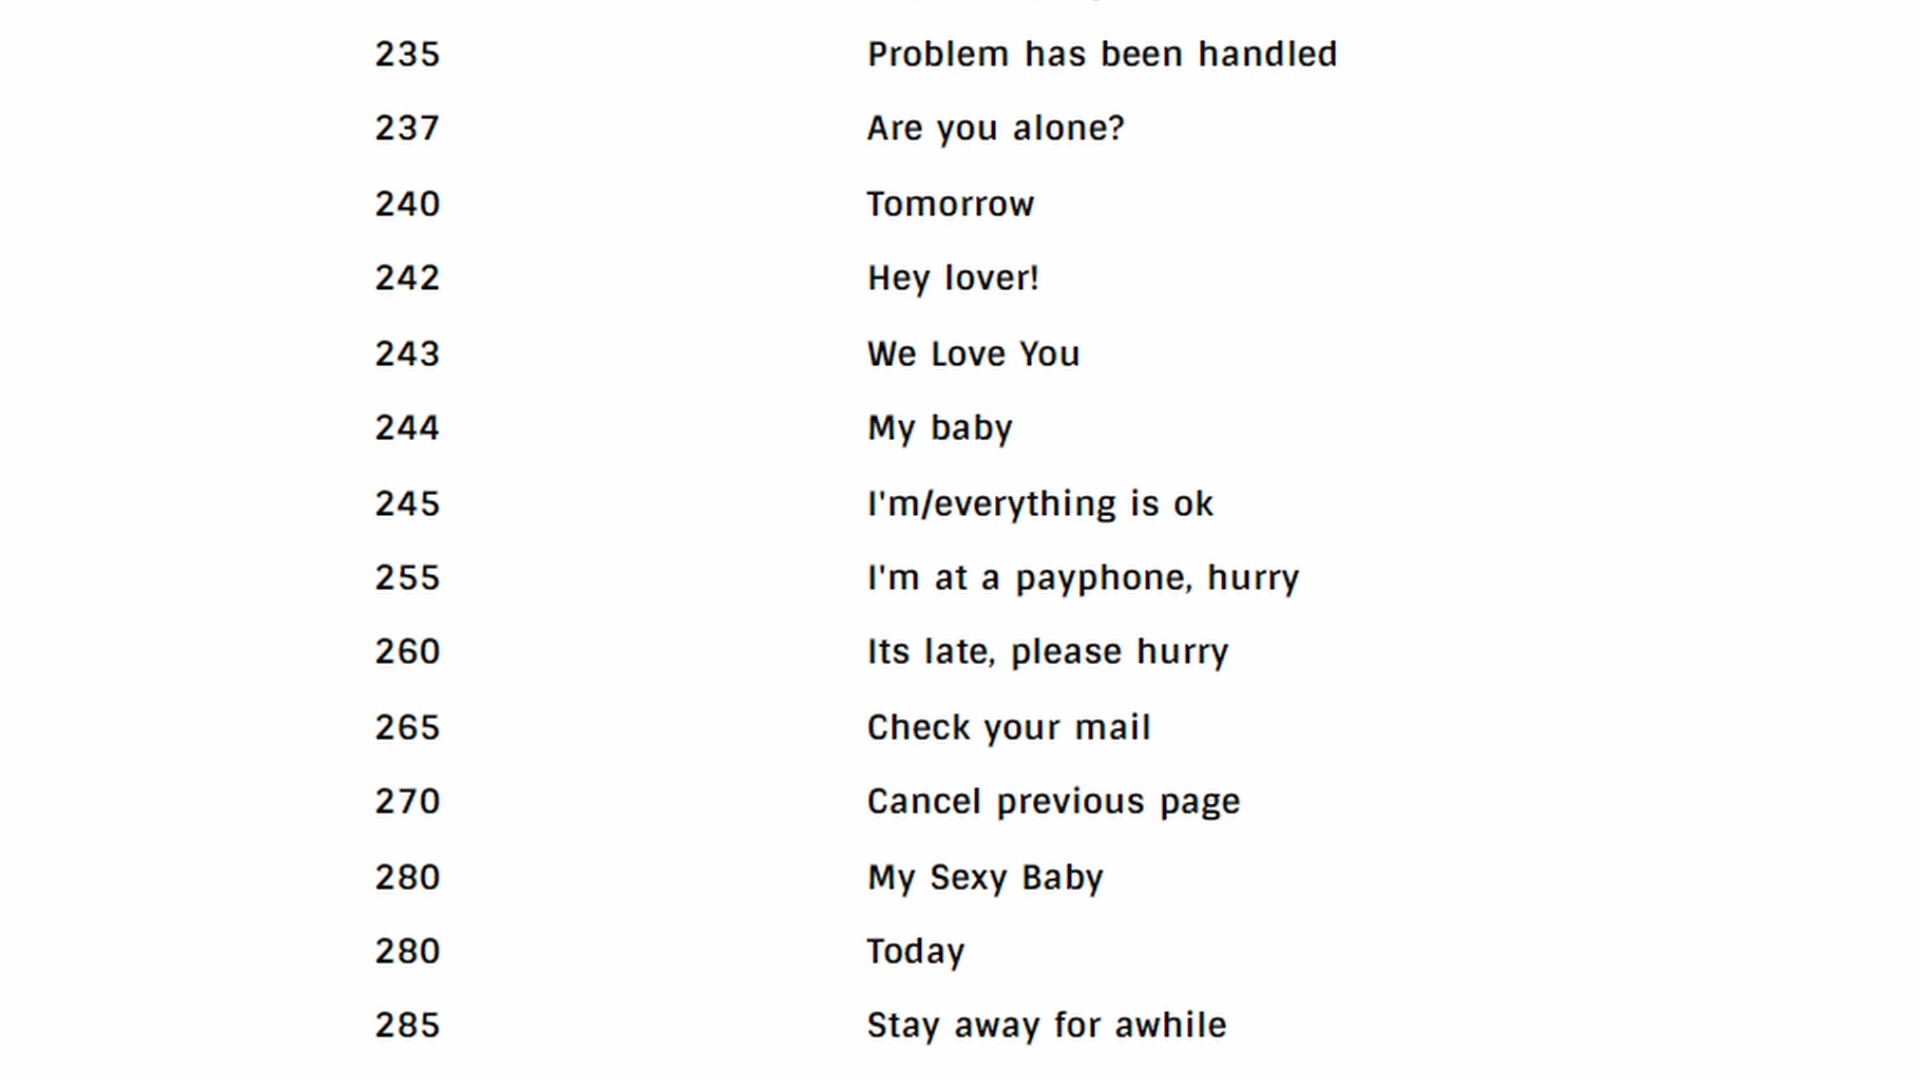 235 Problem has been handled
237 Are you alone?
240 Tomorrow
242 Hey lover!
243 We Love You
244 My baby
245 I'm/everything is ok
255 I'm at a payphone, hurry
260 Its late, please hurry
265 Check your mail
270 Cancel previous page
280 My Sexy Baby
280 Today
285 Stay away for awhile